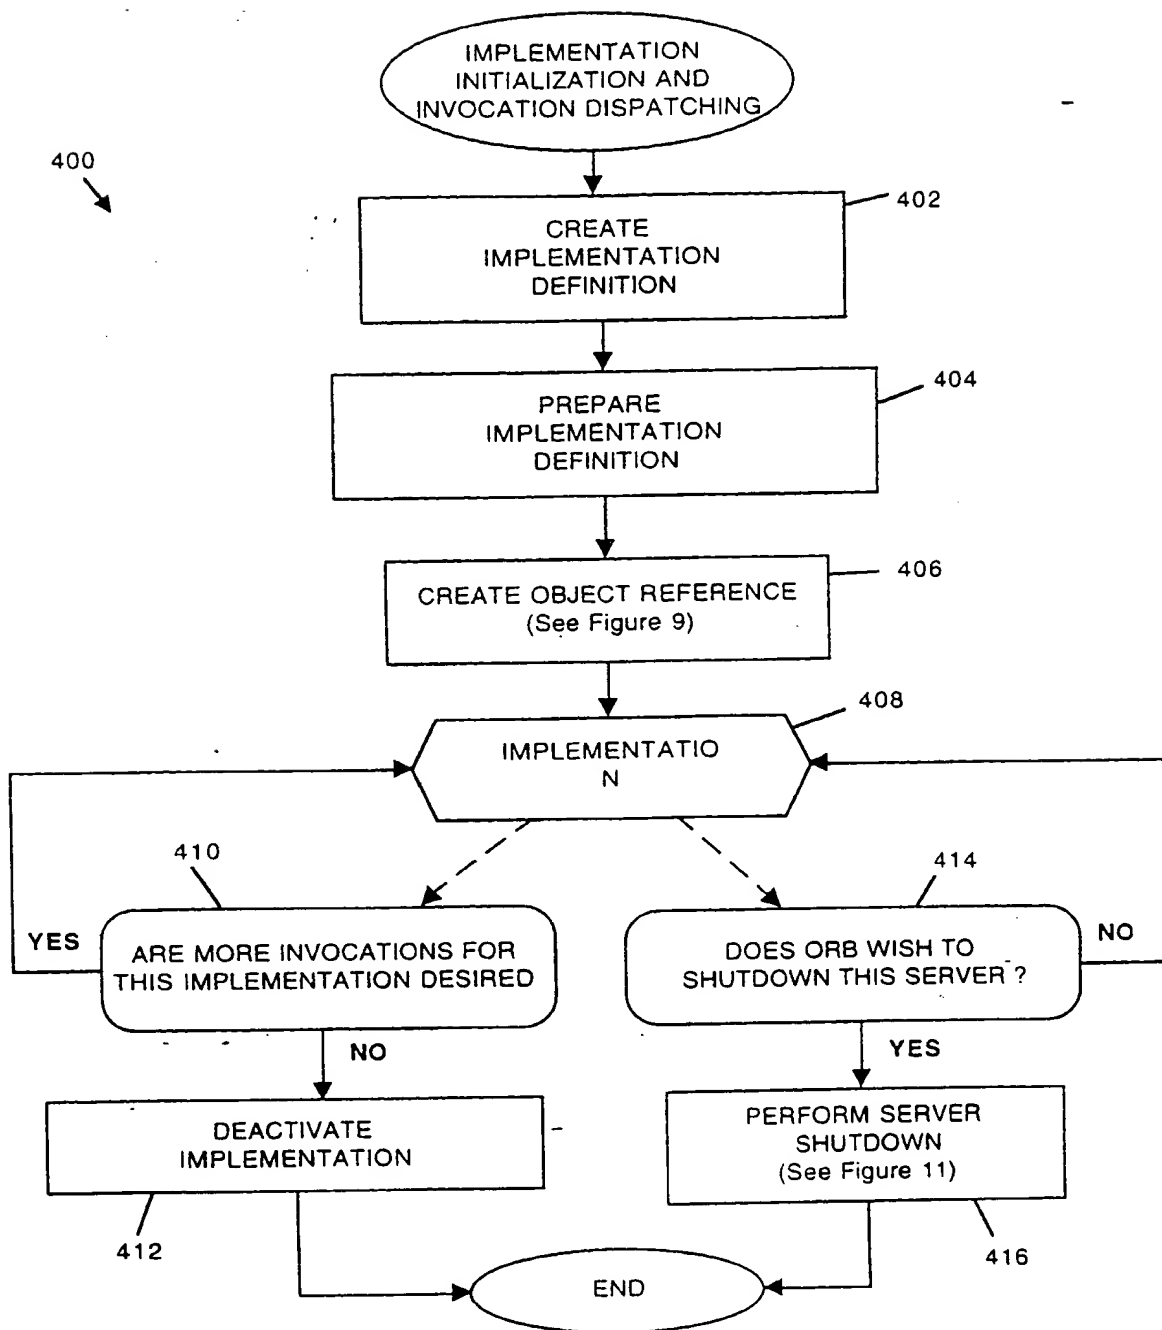 IMPLEMENTATION
INITIALIZATION AND
INVOCATION DISPATCHING
400
402
CREATE
IMPLEMENTATION
DEFINITION
404
PREPARE
IMPLEMENTATION
DEFINITION
406
CREATE OBJECT REFERENCE
(See Figure 9)
408
IMPLEMENTATIO
N
410
414
YES
ARE MORE INVOCATIONS FOR
THIS IMPLEMENTATION DESIRED
DOES ORB WISH TO
SHUTDOWN THIS SERVER ?
NO
NO
YES
DEACTIVATE
IMPLEMENTATION
PERFORM SERVER
SHUTDOWN
(See Figure 11)
412
416
END